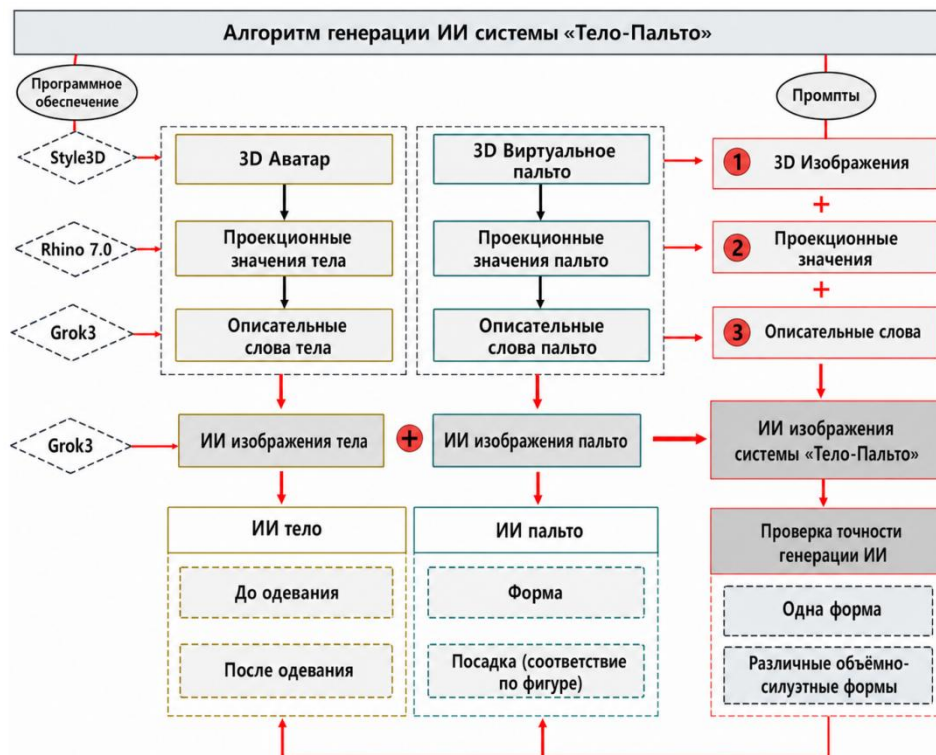 Алгоритм генерации ИИ системы «Тело-Пальто»
Программное
обеспечение
Промпты
Style3D
3D Аватар
3D Виртуальное
пальто
1
3D Изображения
+
Rhino 7.0
Проекционные
значения тела
Проекционные
значения пальто
2
Проекционные
значения
+
Grok3
Описательные
слова тела
Описательные
слова пальто
3
Описательные слова
Grok3
ИИ изображения тела
+
ИИ изображения пальто
ИИ изображения
системы «Тело-Пальто»
ИИ тело
ИИ пальто
Проверка точности
генерации ИИ
До одевания
Форма
Одна форма
После одевания
Посадка (соответствие
по фигуре)
Различные объёмно-
силуэтные формы